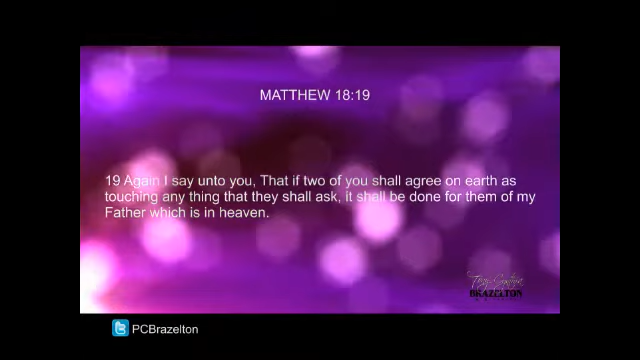 MATTHEW 18:19
19 Again I say unto you, That if two of you shall agree on earth as
touching any thing that they shall ask, it shall be done for them of my
Father which is in heaven.
BRAZELTON
PCBrazelton